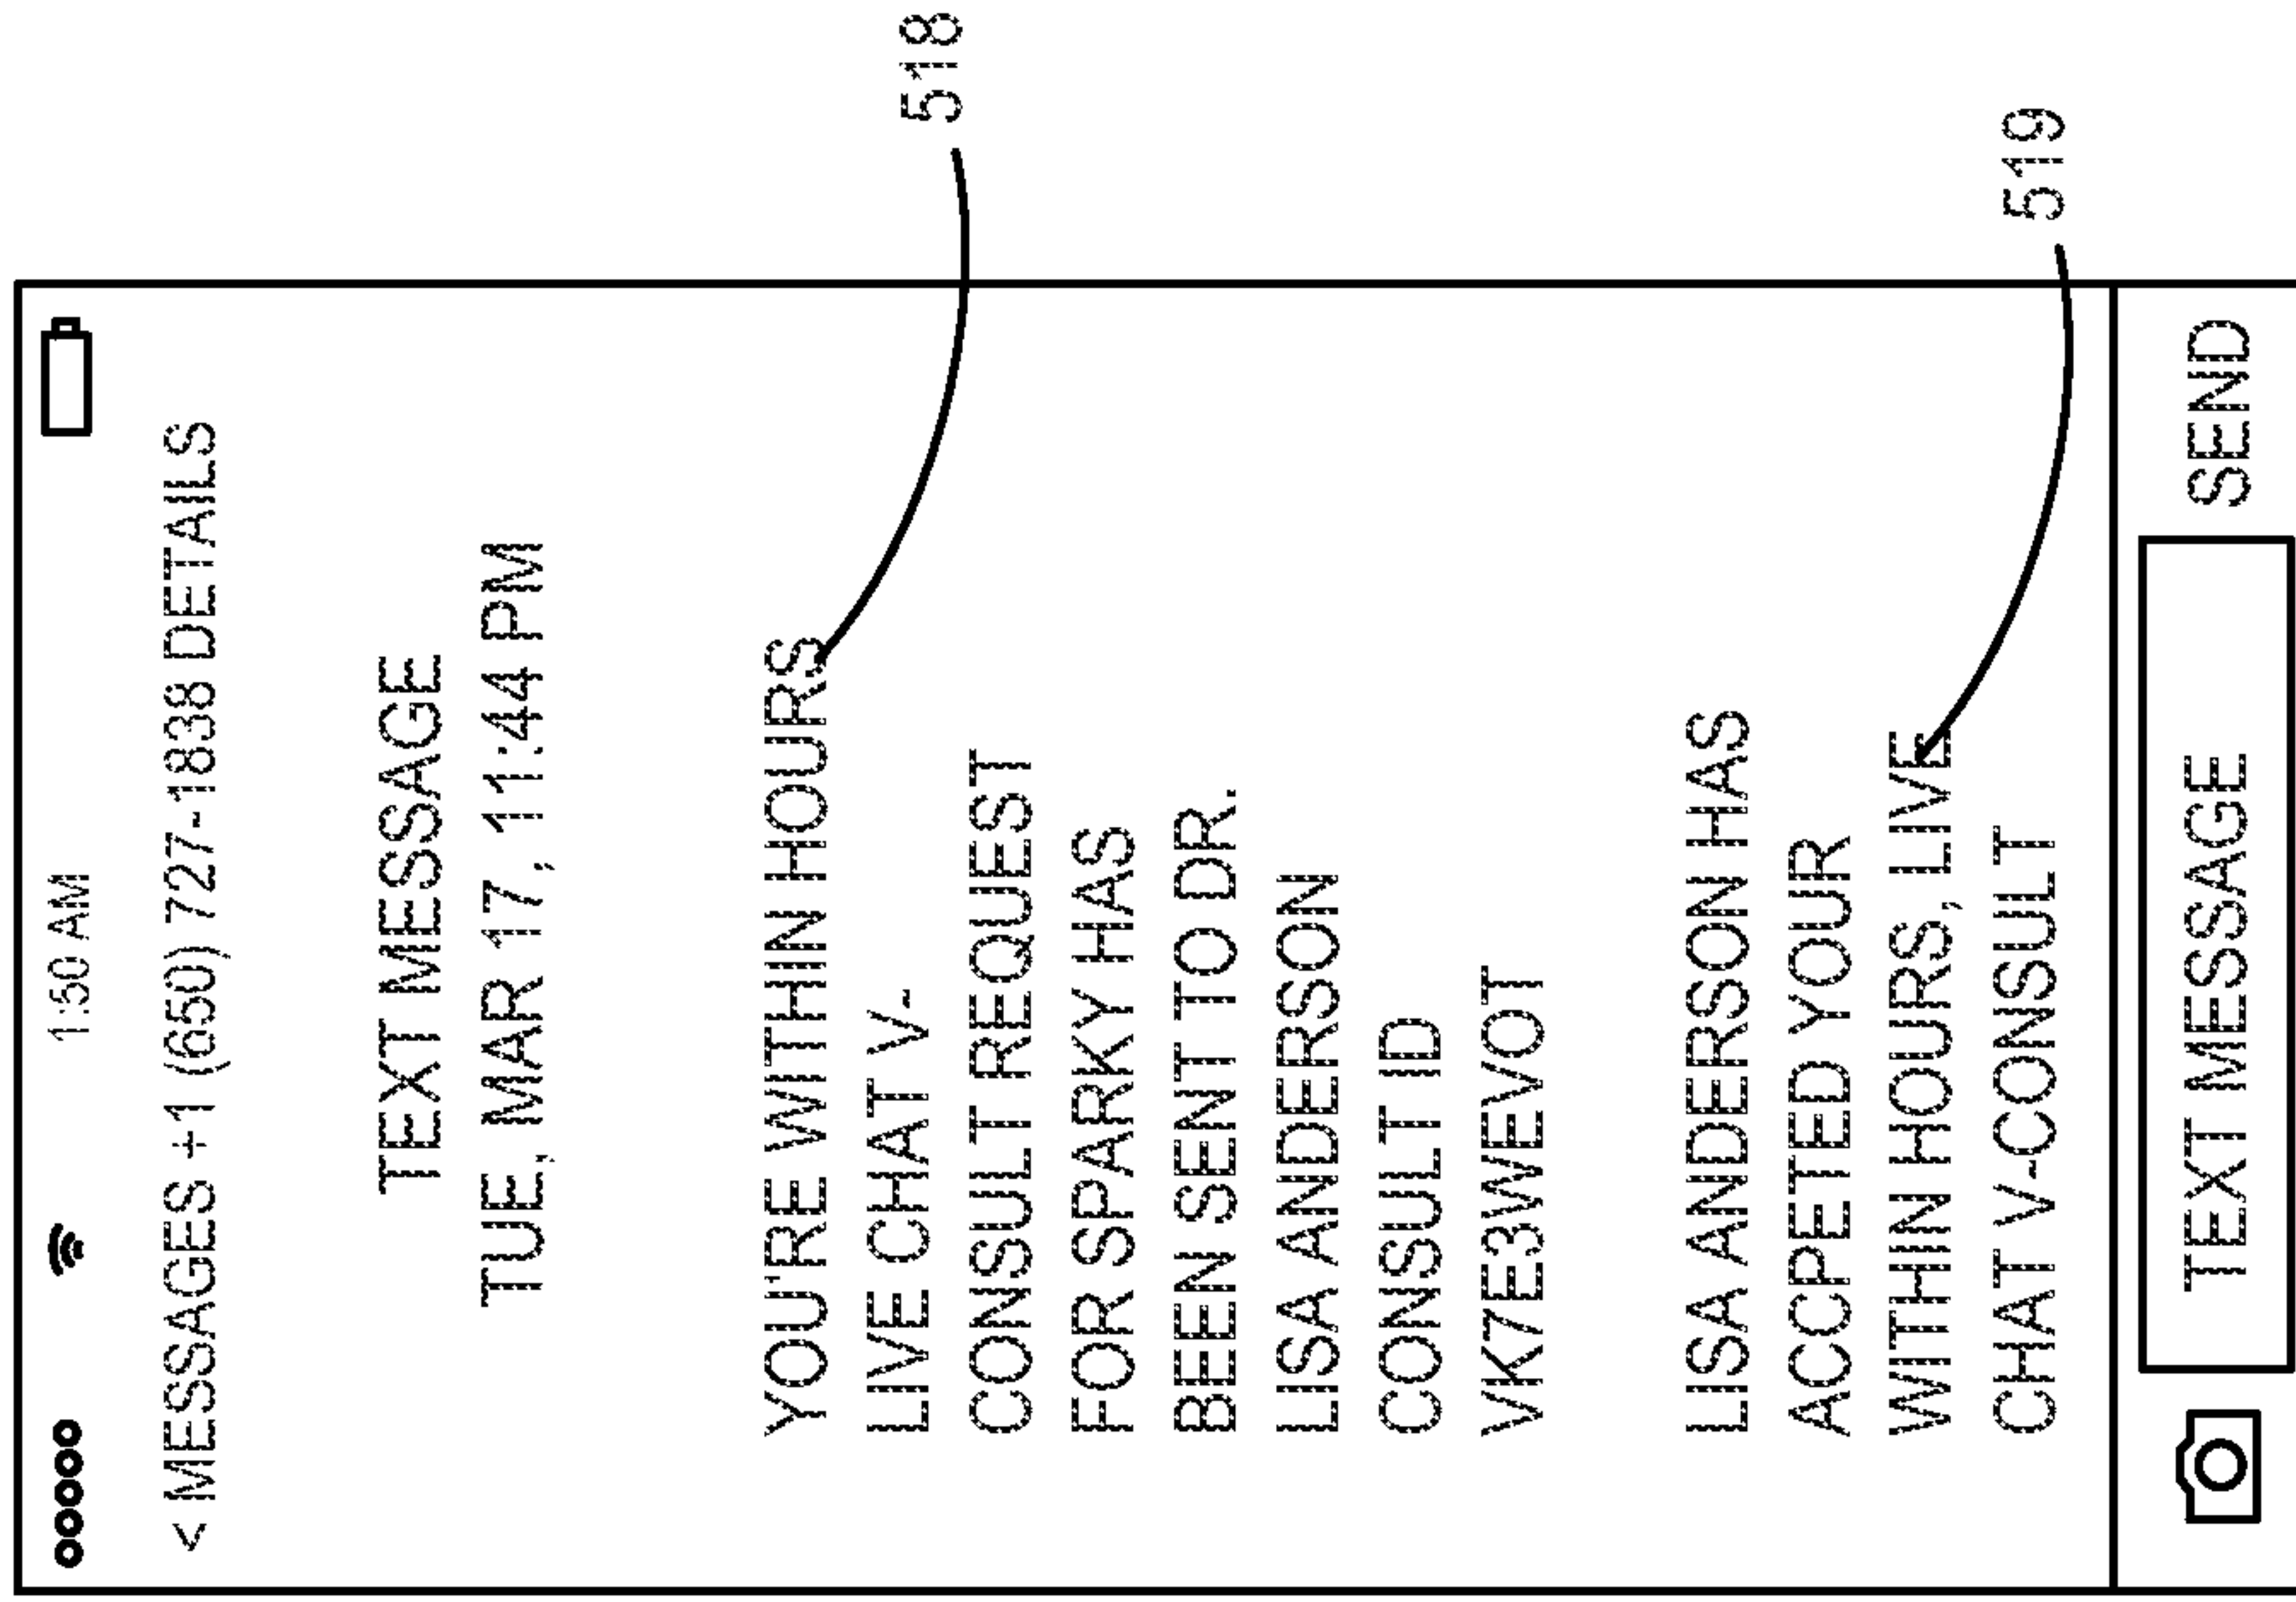 1:50 AM
< MESSAGES +1 (650) 727-1838 DETAILS
TEXT MESSAGE
TUE, MAR 17, 11:44 PM
YOU'RE WITHIN HOURS
LIVE CHAT V-
CONSULT REQUEST
FOR SPARKY HAS
BEEN SENT TO DR.
LISA ANDERSON
CONSULT ID
VK7E3WEVOT
518
LISA ANDERSON HAS
ACCPETED YOUR
WITHIN HOURS, LIVE
CHAT V-CONSULT
519
TEXT MESSAGE
SEND